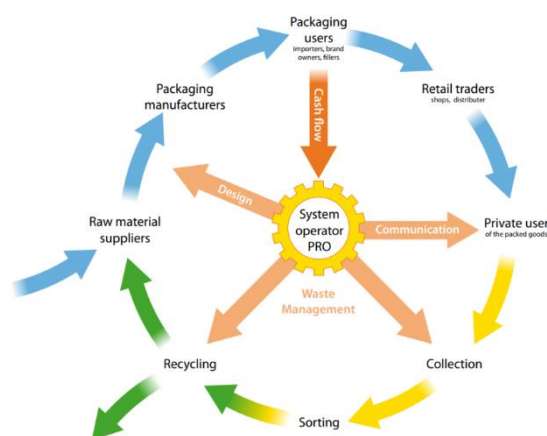 Packaging
users
importers, brand
owners, fillers
Retail traders
shops, distributer
Packaging
manufacturers
Cash flow
Design
System
operator
PRO
Communication
Private user
of the packed goods
Raw material
suppliers
Waste
Management
Recycling
Collection
Sorting